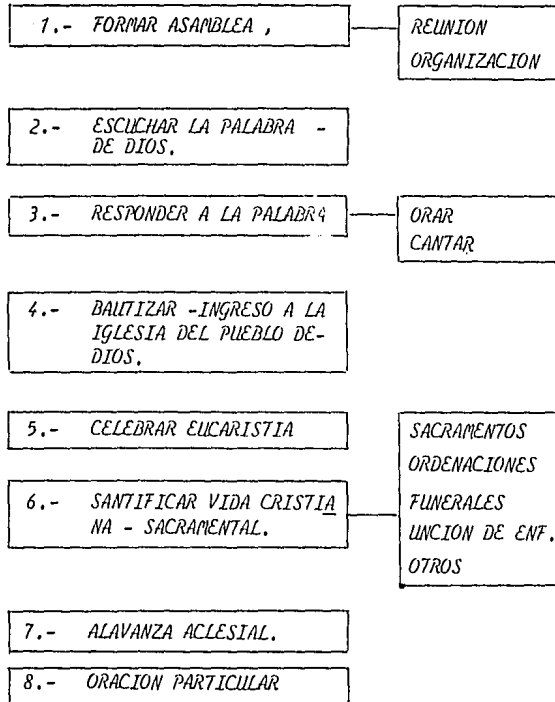 1.- FORMAR ASAMBLEA ,
REUNION
ORGANIZACION
2.- ESCUCHAR LA PALABRA -
DE DIOS.
3.- RESPONDER A LA PALABRA
ORAR
CANTAR
4.- BAUTIZAR -INGRESO A LA
IGLESIA DEL PUEBLO DE-
DIOS.
5.- CELEBRAR EUCARISTIA
6.- SANTIFICAR VIDA CRISTIA
NA - SACRAMENTAL.
SACRAMENTOS
ORDENACIONES
FUNERALES
UNCION DE ENF.
OTROS
7.- ALAVANZA ACLESIAL.
8.- ORACION PARTICULAR